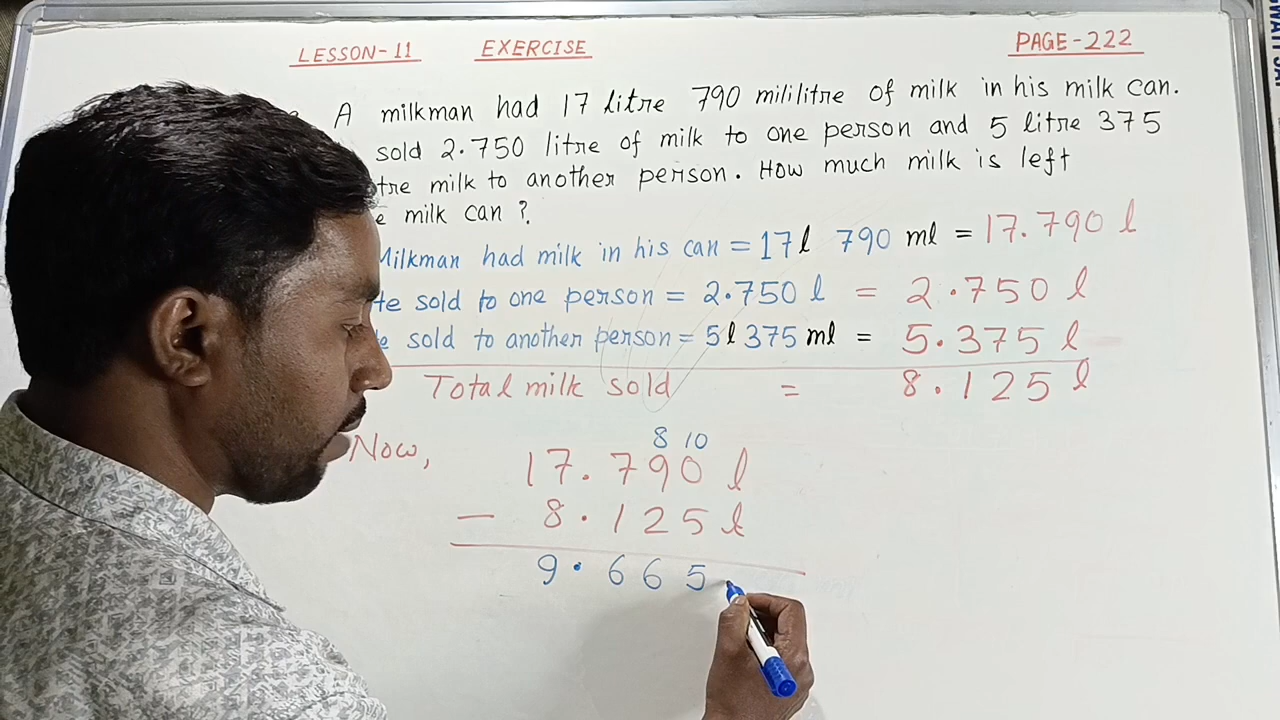 LESSON-11 EXERCISE PAGE-222
A milkman had 17 litre 790 mililitre of milk in his milk can.
sold 2.750 litre of milk to one person and 5 litre 375
tre milk to another person. How much milk is left
e milk can ?
Milkman had milk in his can = 17l 790 ml = 17.790 l
te sold to one person = 2.750 l = 2.750 l
e sold to another person = 5l 375 ml = 5.375 l
Total milk sold = 8.125 l
Now,
8 10
17.790 l
- 8.125 l
9.665